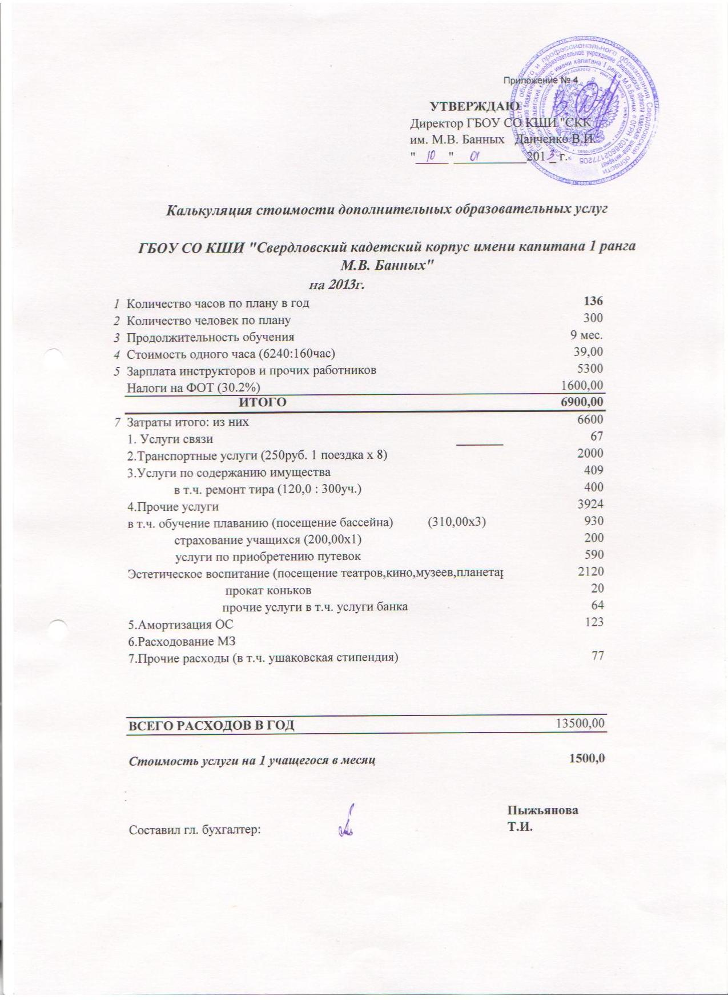 Приложение № 4
УТВЕРЖДАЮ
Директор ГБОУ СО КШИ "СКК
им. М.В. Банных Данченко В.И.
" 10 " 01 2013 г.
Калькуляция стоимости дополнительных образовательных услуг
ГБОУ СО КШИ "Свердловский кадетский корпус имени капитана 1 ранга
М.В. Банных"
на 2013г.
1 Количество часов по плану в год 136
2 Количество человек по плану 300
3 Продолжительность обучения 9 мес.
4 Стоимость одного часа (6240:160час) 39,00
5 Зарплата инструкторов и прочих работников 5300
Налоги на ФОТ (30.2%) 1600,00
ИТОГО 6900,00
7 Затраты итого: из них 6600
1. Услуги связи 67
2.Транспортные услуги (250руб. 1 поездка х 8) 2000
3.Услуги по содержанию имущества 409
в т.ч. ремонт тира (120,0 : 300уч.) 400
4.Прочие услуги 3924
в т.ч. обучение плаванию (посещение бассейна) (310,00х3) 930
страхование учащихся (200,00х1) 200
услуги по приобретению путевок 590
Эстетическое воспитание (посещение театров,кино,музеев,планетар 2120
прокат коньков 20
прочие услуги в т.ч. услуги банка 64
5.Амортизация ОС 123
6.Расходование МЗ
7.Прочие расходы (в т.ч. ушаковская стипендия) 77
ВСЕГО РАСХОДОВ В ГОД 13500,00
Стоимость услуги на 1 учащегося в месяц 1500,0
Пыжьянова
Составил гл. бухгалтер: Т.И.